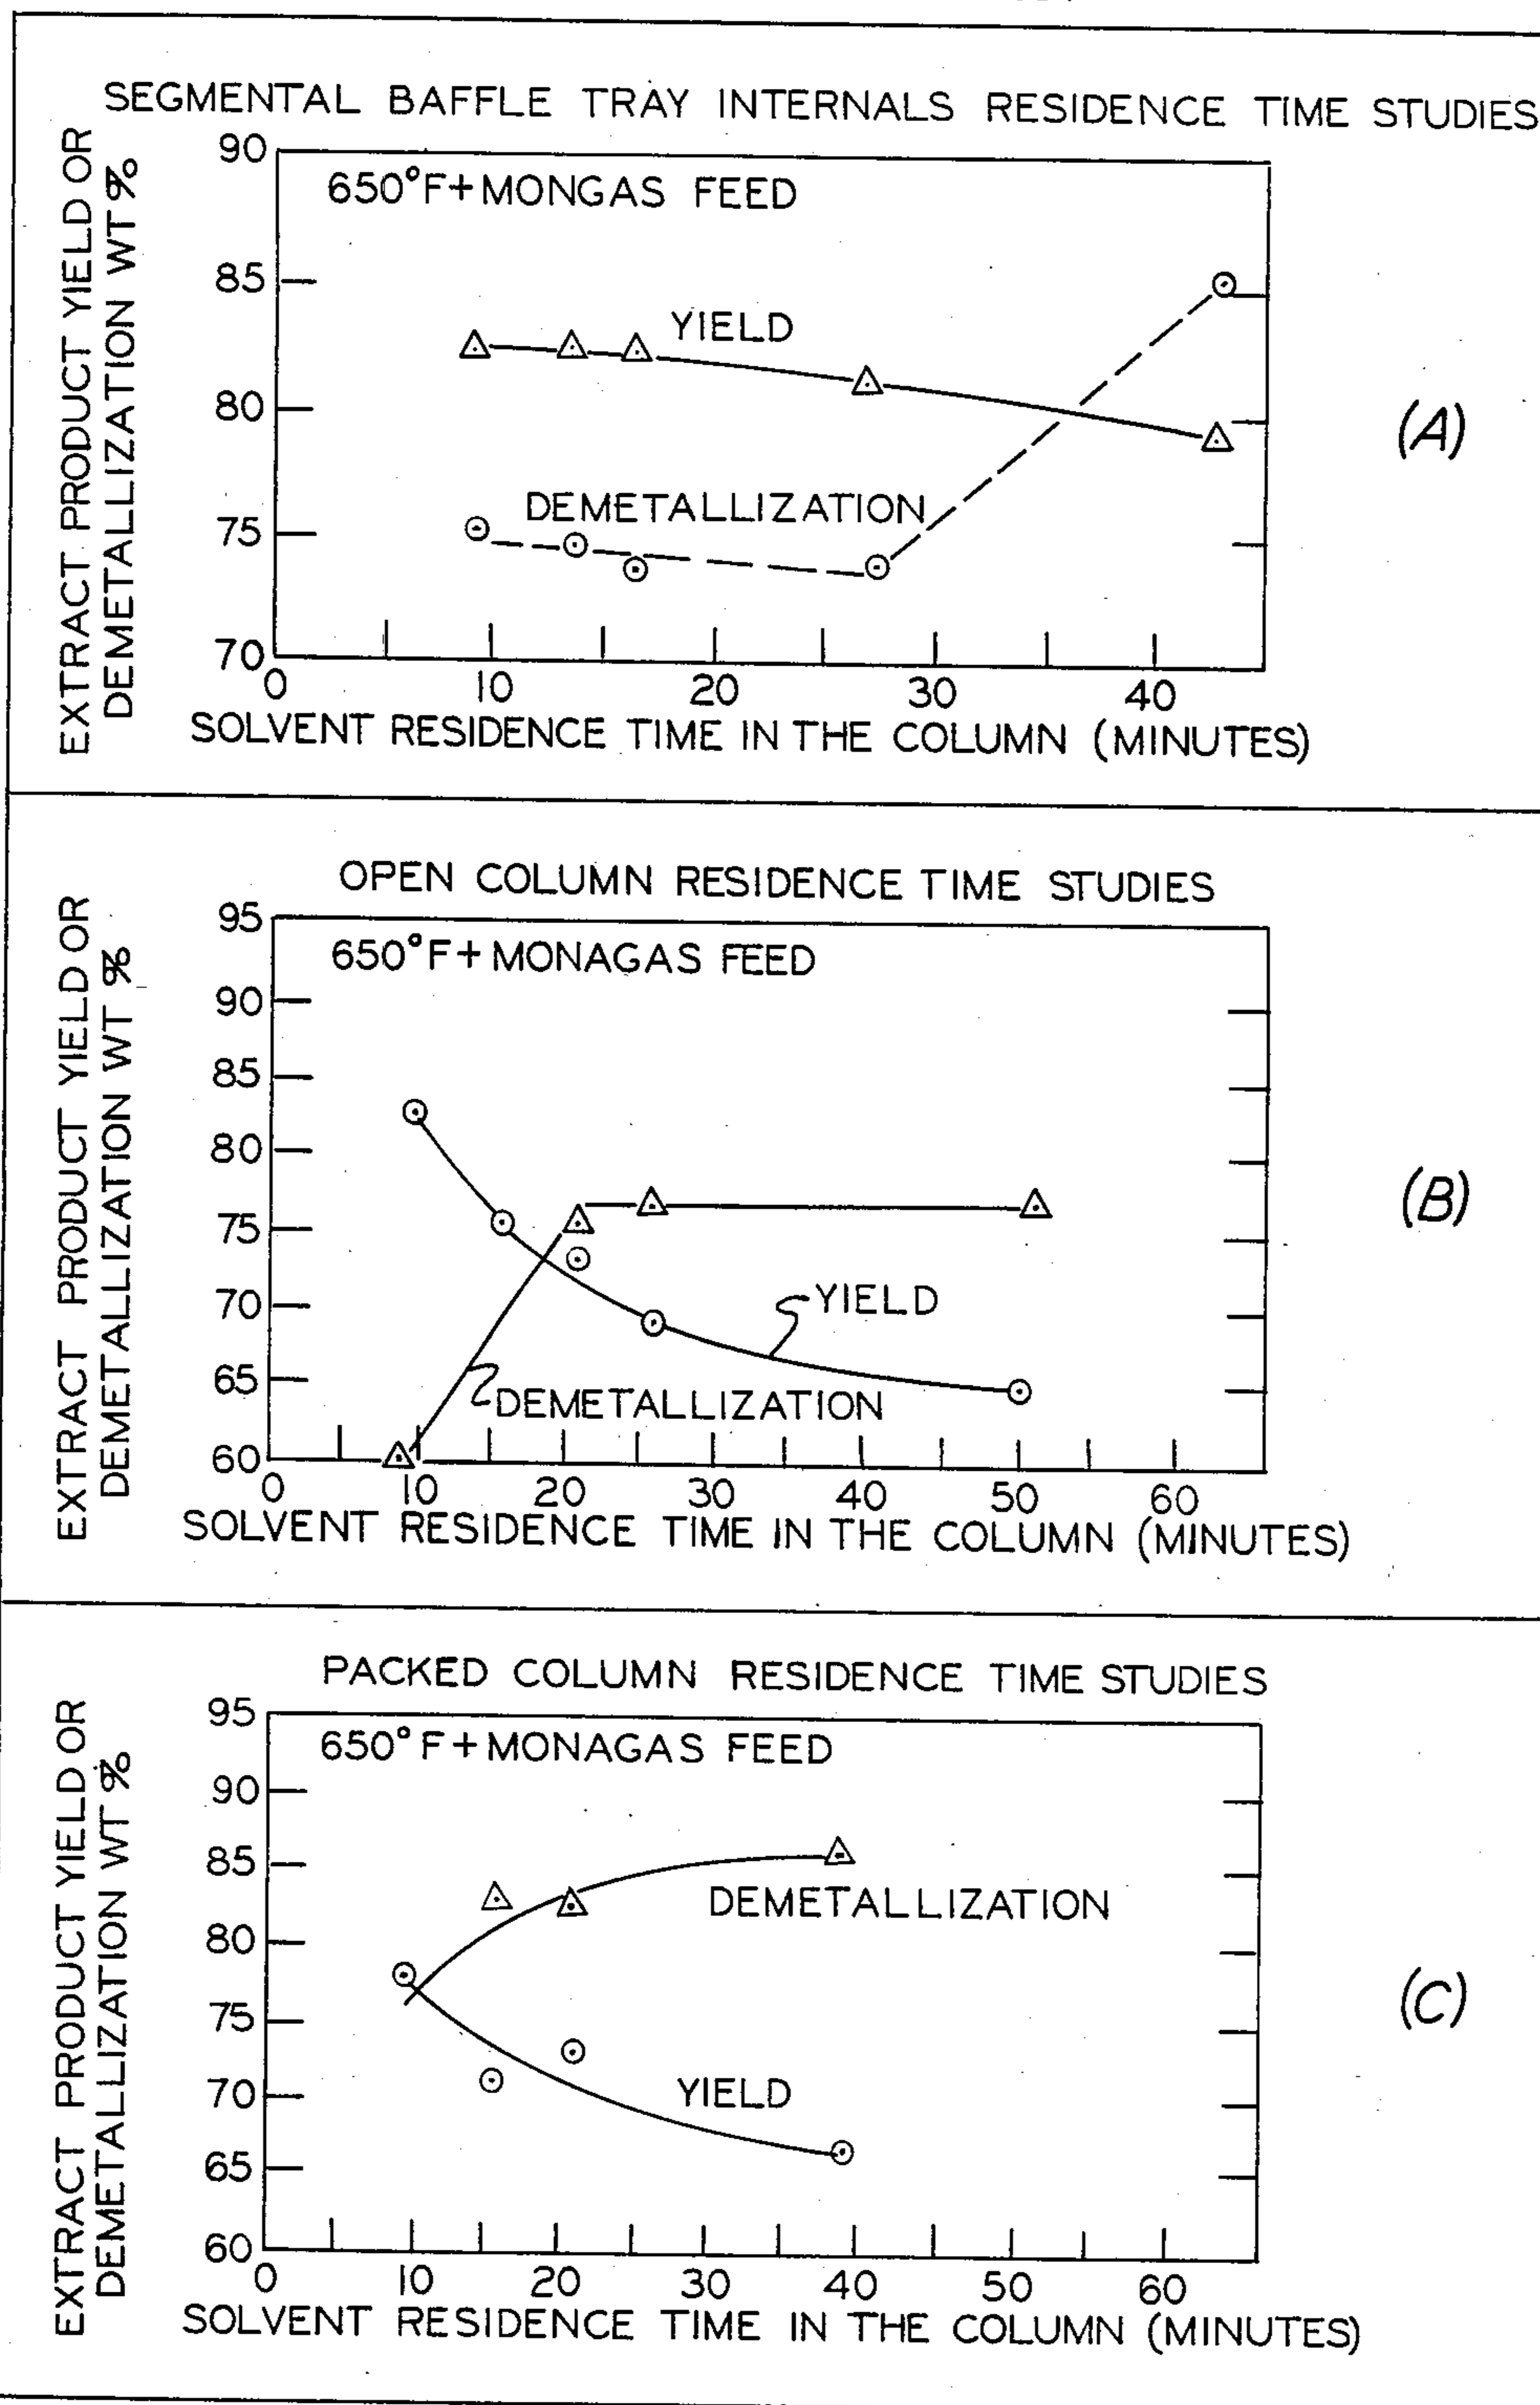 SEGMENTAL BAFFLE TRAY INTERNALS RESIDENCE TIME STUDIES
EXTRACT PRODUCT YIELD OR
DEMETALLIZATION WT%
90
85
80
75
70
650°F+MONGAS FEED
YIELD
DEMETALLIZATION
0 10 20 30 40
SOLVENT RESIDENCE TIME IN THE COLUMN (MINUTES)
(A)
OPEN COLUMN RESIDENCE TIME STUDIES
EXTRACT PRODUCT YIELD OR
DEMETALLIZATION WT %
95
90
85
80
75
70
65
60
650°F+MONAGAS FEED
YIELD
DEMETALLIZATION
0 10 20 30 40 50 60
SOLVENT RESIDENCE TIME IN THE COLUMN (MINUTES)
(B)
PACKED COLUMN RESIDENCE TIME STUDIES
EXTRACT PRODUCT YIELD OR
DEMETALLIZATION WT %
95
90
85
80
75
70
65
60
650°F+MONAGAS FEED
DEMETALLIZATION
YIELD
0 10 20 30 40 50 60
SOLVENT RESIDENCE TIME IN THE COLUMN (MINUTES)
(C)